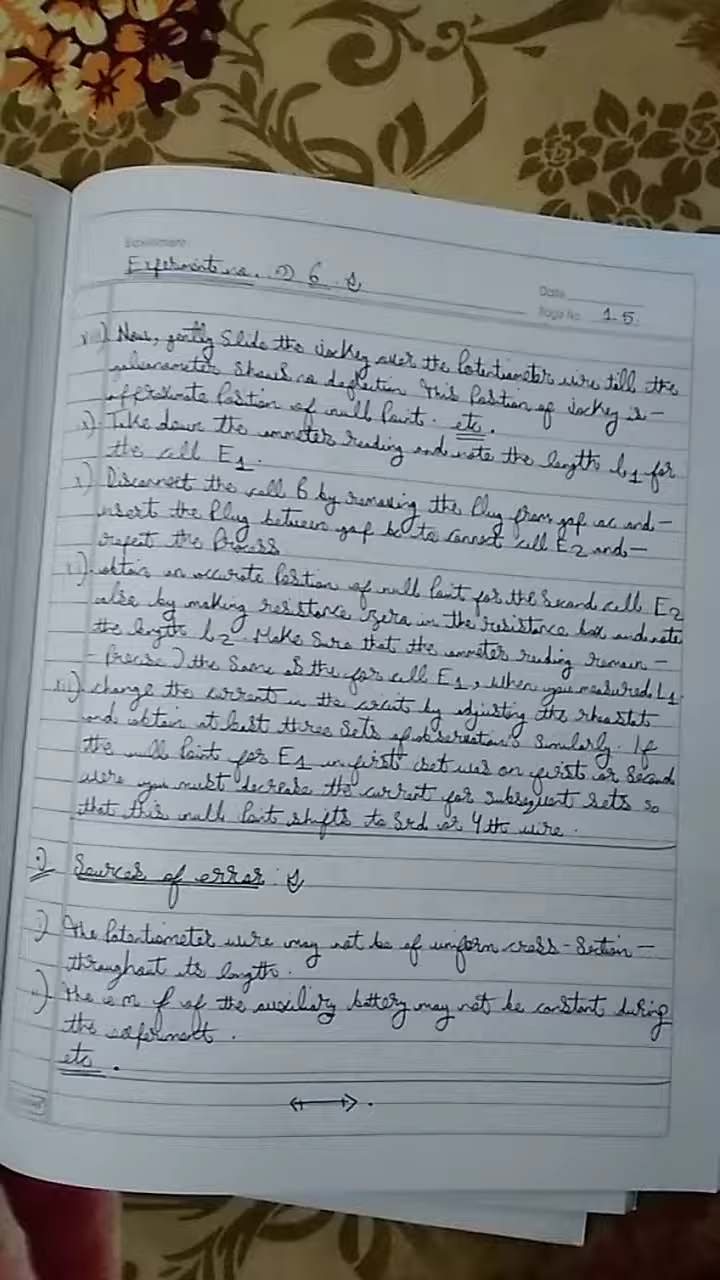 Experiment
Experiment no. 6
Date
Page No. 15
viii) Now, gently slide the jockey over the Potentiometer wire till the
galvanometer shows no deflection this Position of jockey is -
approximate Position of null Point. etc.
Take down the ammeter reading and note the length L1 for
the cell E1.
x) Disconnect the cell 6 by removing the Plug from gap ac and -
insert the Plug between gap bc to connect cell E2 and -
repeat the Process
xi) obtain an accurate Position of null Point for the second cell E2
also by making resistance zero in the resistance box and note
the length L2. Make Sure that the ammeter reading remain -
- Precise) the Same the for cell E1, when you measured L1.
xii) change the current in the circuit by adjusting the rheostat
and obtain at least three sets of observations Similarly. If
the null Point for E1 in first set was on first or Second
wire you must decrease the current for subsequent sets so
that this null Point shifts to 3rd or 4th wire.
Sources of error:
i) The Potentiometer wire may not be of uniform cross-Section -
throughout its length.
ii) The e m f of the auxiliary battery may not be constant during
the experiment.
etc.